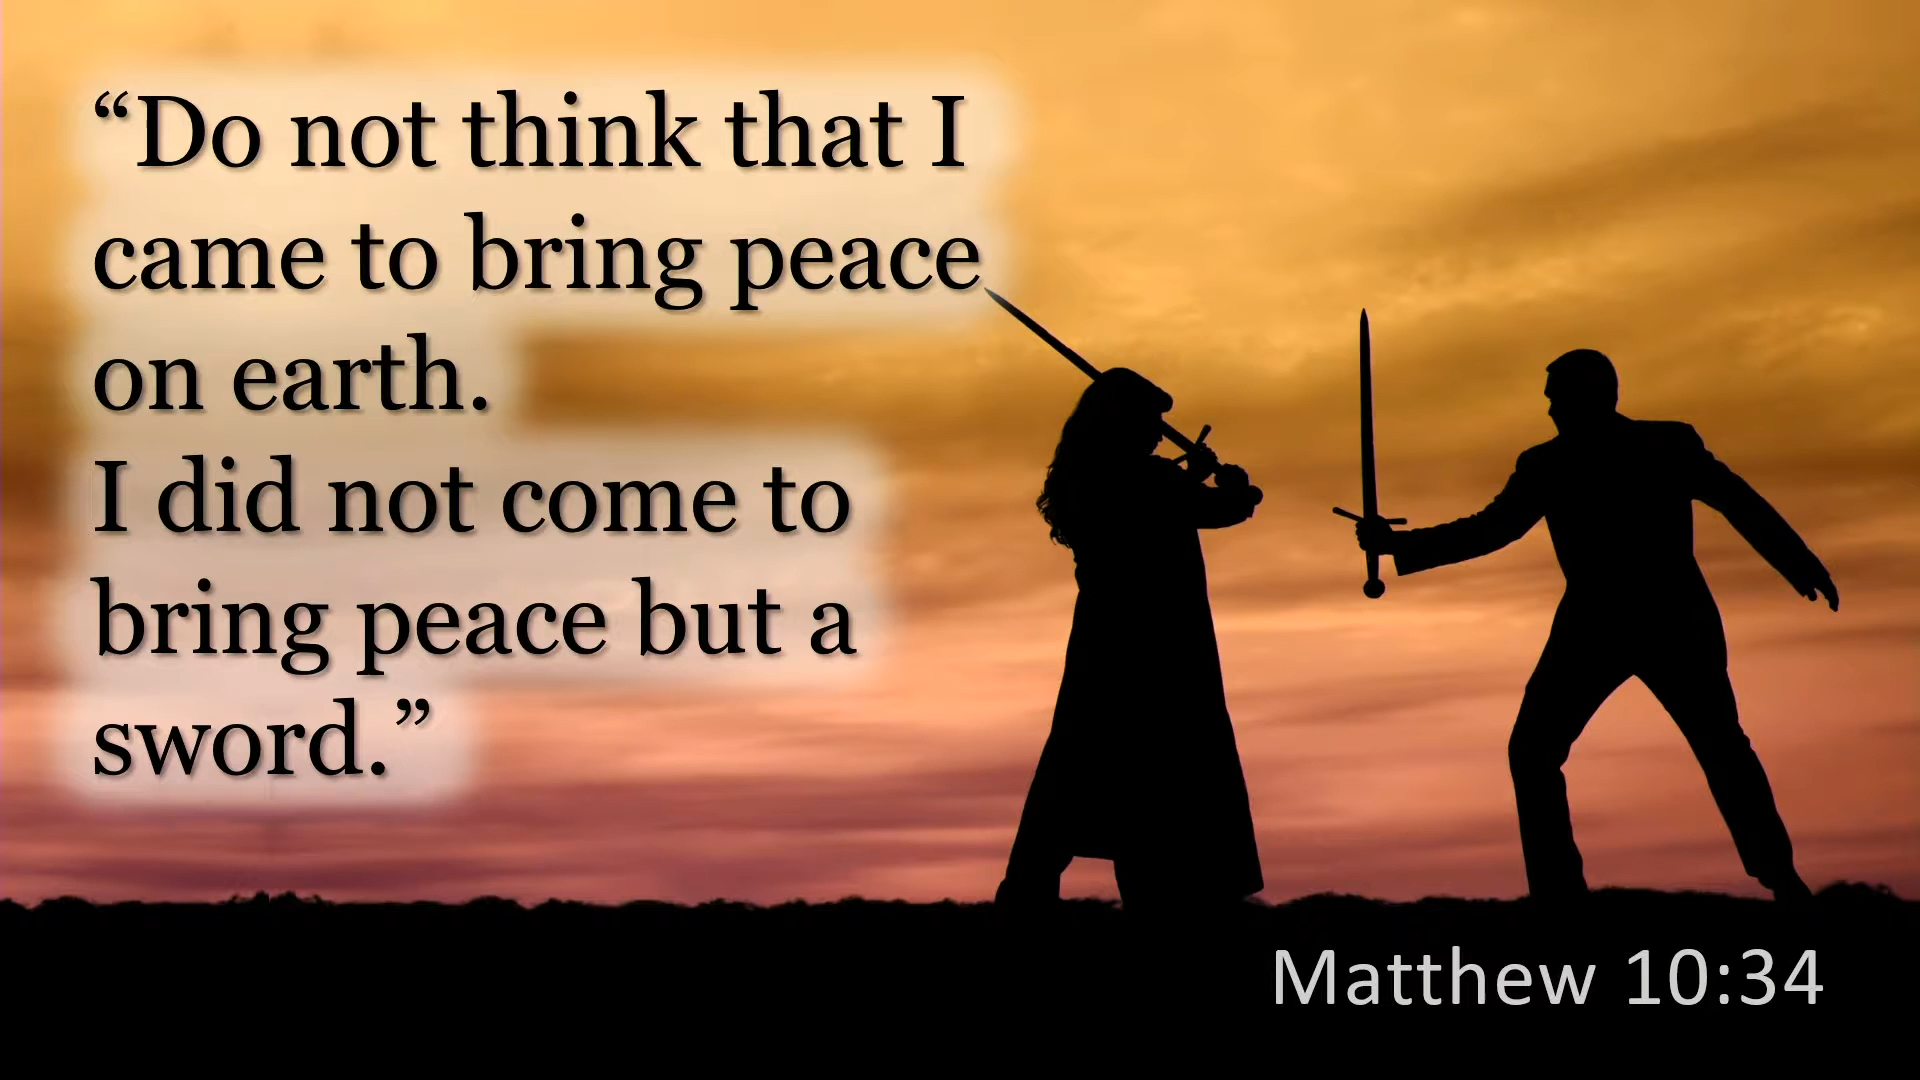 “Do not think that I
came to bring peace
on earth.
I did not come to
bring peace but a
sword.”
Matthew 10:34